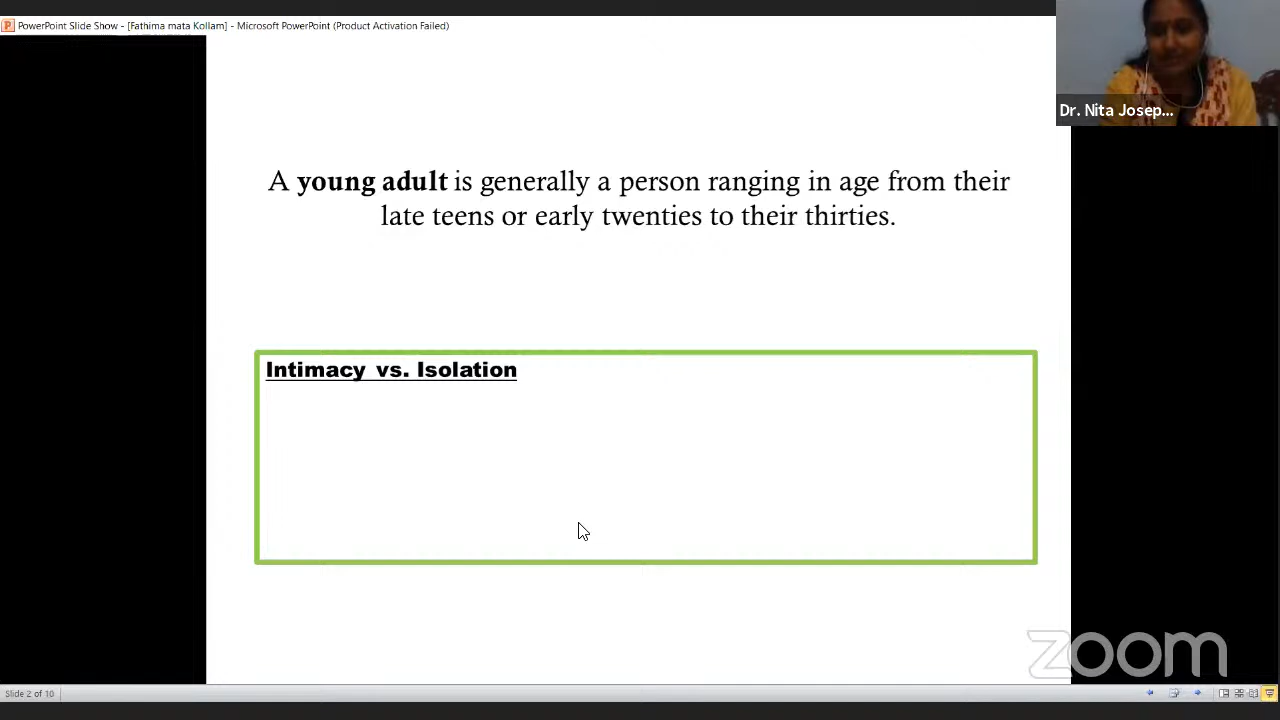 PowerPoint Slide Show - [Fathima mata Kollam] - Microsoft PowerPoint (Product Activation Failed)
Dr. Nita Josep...
A young adult is generally a person ranging in age from their
late teens or early twenties to their thirties.
Intimacy vs. Isolation
zoom
Slide 2 of 10